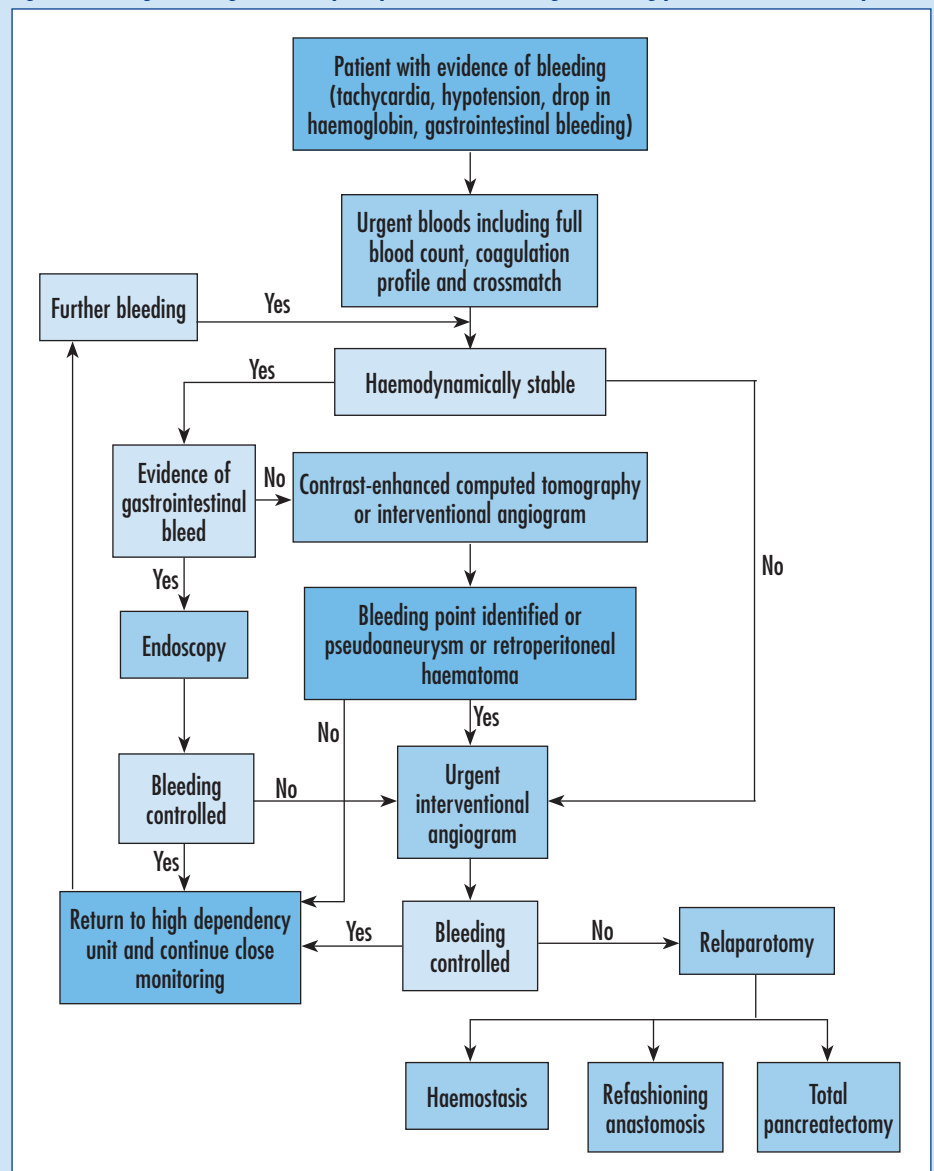 Patient with evidence of bleeding
(tachycardia, hypotension, drop in
haemoglobin, gastrointestinal bleeding)
Urgent bloods including full
blood count, coagulation
profile and crossmatch
Further bleeding
Yes
Haemodynamically stable
Yes
No
Evidence of
gastrointestinal
bleed
No
Contrast-enhanced computed tomography
or interventional angiogram
Yes
Bleeding point identified or
pseudoaneurysm or retroperitoneal
haematoma
Endoscopy
No
Yes
Bleeding
controlled
No
Urgent
interventional
angiogram
Yes
Return to high dependency
unit and continue close
monitoring
Yes
Bleeding
controlled
No
Relaparotomy
Haemostasis
Refashioning
anastomosis
Total
pancreatectomy